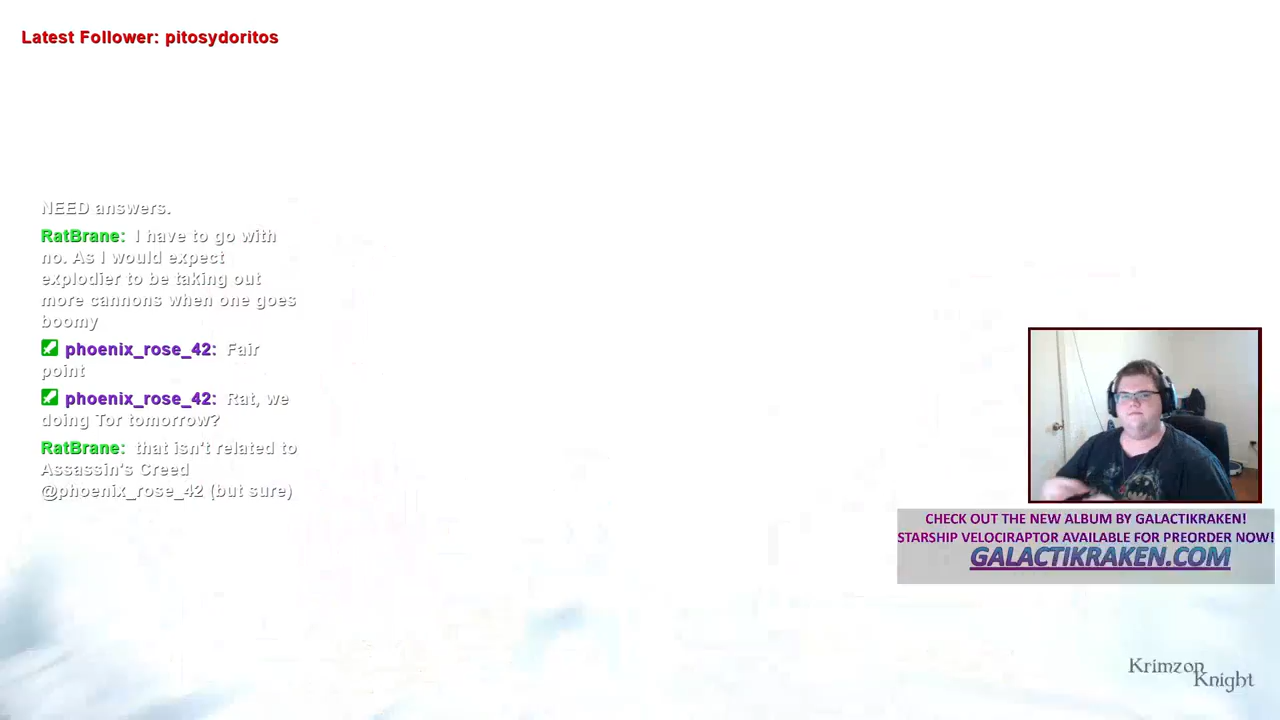 Latest Follower: pitosydoritos
NEED answers.
RatBrane: I have to go with
no. As I would expect
explodier to be taking out
more cannons when one goes
boomy
phoenix_rose_42: Fair
point
phoenix_rose_42: Rat, we
doing Tor tomorrow?
RatBrane: that isn't related to
Assassin's Creed
@phoenix_rose_42 (but sure)
CHECK OUT THE NEW ALBUM BY GALACTIKRAKEN!
STARSHIP VELOCIRAPTOR AVAILABLE FOR PREORDER NOW!
GALACTIKRAKEN.COM
Krimzon
Knight